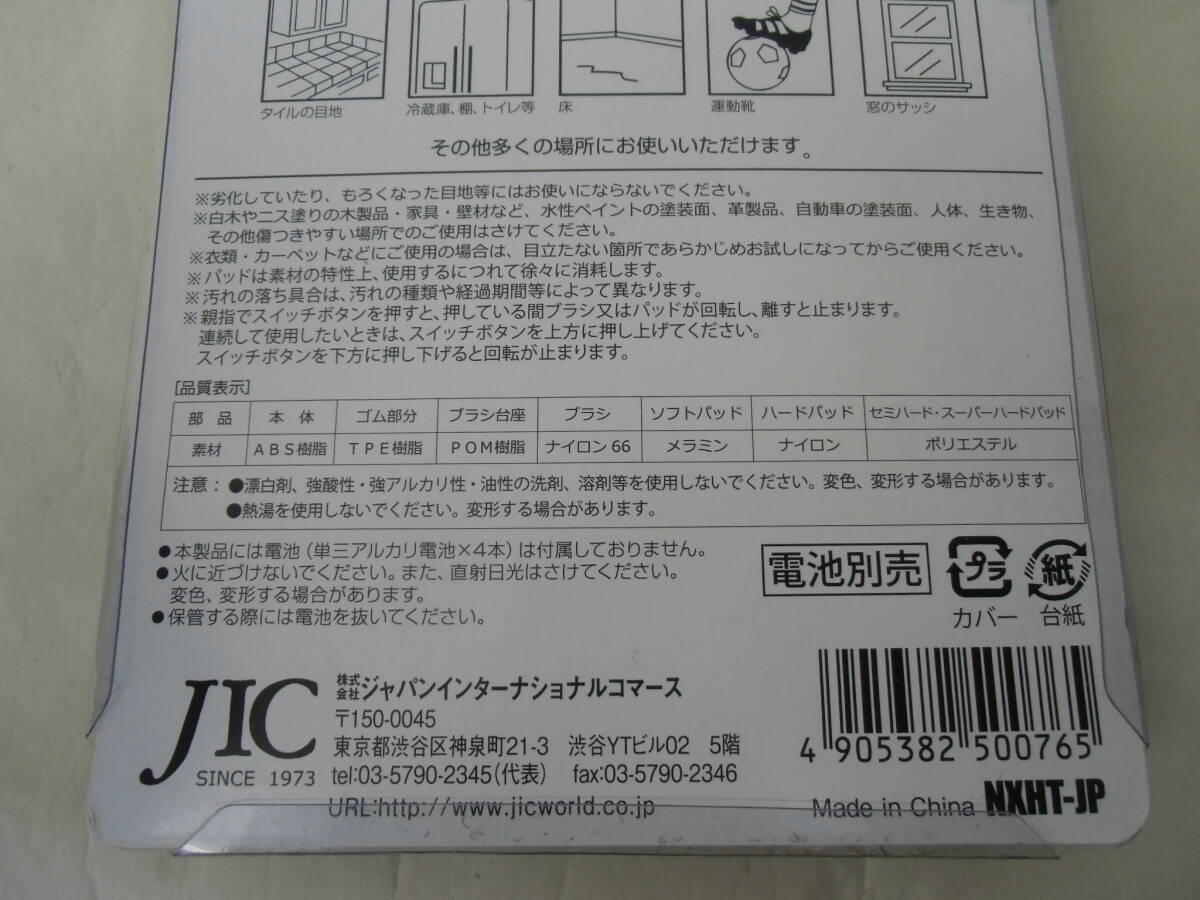 タイルの目地 冷蔵庫、棚、トイレ等 床 運動靴 窓のサッシ
その他多くの場所にお使いいただけます。
※劣化していたり、もろくなった目地等にはお使いにならないでください。
※白木やニス塗りの木製品・家具・壁材など、水性ペイントの塗装面、革製品、自動車の塗装面、人体、生き物、
その他傷つきやすい場所でのご使用はさけてください。
※衣類・カーペットなどにご使用の場合は、目立たない箇所であらかじめお試しになってからご使用ください。
※パッドは素材の特性上、使用するにつれて徐々に消耗します。
※汚れの落ち具合は、汚れの種類や経過期間等によって異なります。
※親指でスイッチボタンを押すと、押している間ブラシ又はパッドが回転し、離すと止まります。
連続して使用したいときは、スイッチボタンを上方に押し上げてください。
スイッチボタンを下方に押し下げると回転が止まります。
[品質表示]
部品 本体 ゴム部分 ブラシ台座 ブラシ ソフトパッド ハードパッド セミハード・スーパーハードパッド
素材 ABS樹脂 TPE樹脂 POM樹脂 ナイロン66 メラミン ナイロン ポリエステル
注意：●漂白剤、強酸性・強アルカリ性・油性の洗剤、溶剤等を使用しないでください。変色、変形する場合があります。
●熱湯を使用しないでください。変形する場合があります。
●本製品には電池（単三アルカリ電池×4本）は付属しておりません。
●火に近づけないでください。また、直射日光はさけてください。
変色、変形する場合があります。
●保管する際には電池を抜いてください。
電池別売 プラ 紙
カバー 台紙
JIC
SINCE 1973
株式会社ジャパンインターナショナルコマース
〒150-0045
東京都渋谷区神泉町21-3 渋谷YTビル02 5階
tel:03-5790-2345(代表) fax:03-5790-2346
URL:http://www.jicworld.co.jp
4 905382 500765
Made in China NXHT-JP